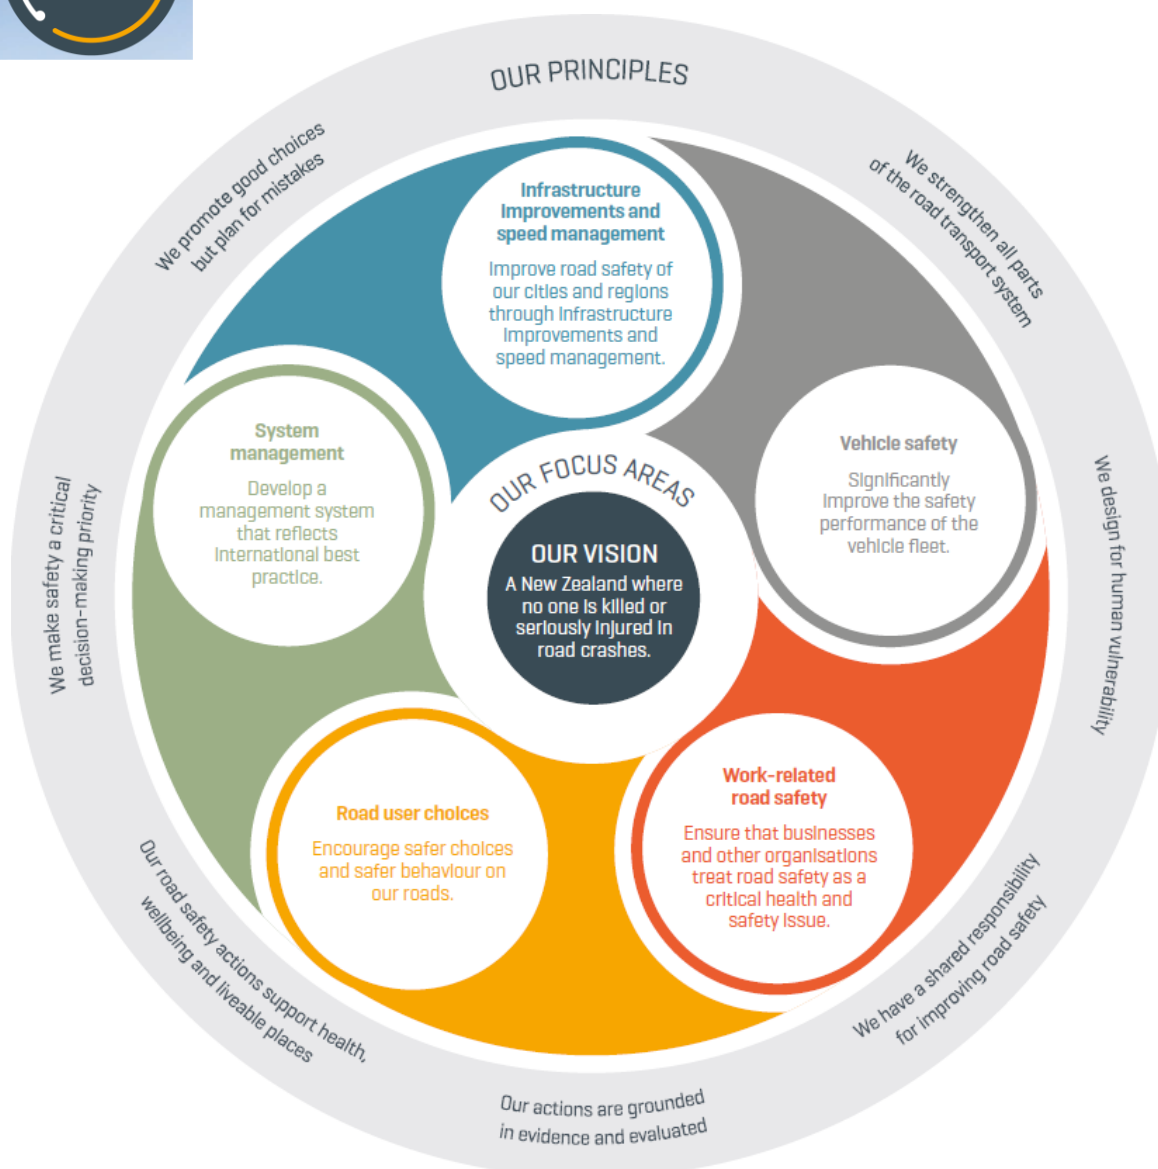 OUR PRINCIPLES
We promote good choices
but plan for mistakes
We strengthen all parts
of the road transport system
We design for human vulnerability
We have a shared responsibility
for improving road safety
Our actions are grounded
in evidence and evaluated
Our road safety actions support health,
wellbeing and liveable places
We make safety a critical
decision-making priority
Infrastructure
Improvements and
speed management
Improve road safety of
our cities and regions
through Infrastructure
Improvements and
speed management.
Vehicle safety
Significantly
Improve the safety
performance of the
vehicle fleet.
Work-related
road safety
Ensure that businesses
and other organisations
treat road safety as a
critical health and
safety Issue.
Road user choices
Encourage safer choices
and safer behaviour on
our roads.
System
management
Develop a
management system
that reflects
International best
practice.
OUR FOCUS AREAS
OUR VISION
A New Zealand where
no one Is killed or
seriously Injured In
road crashes.